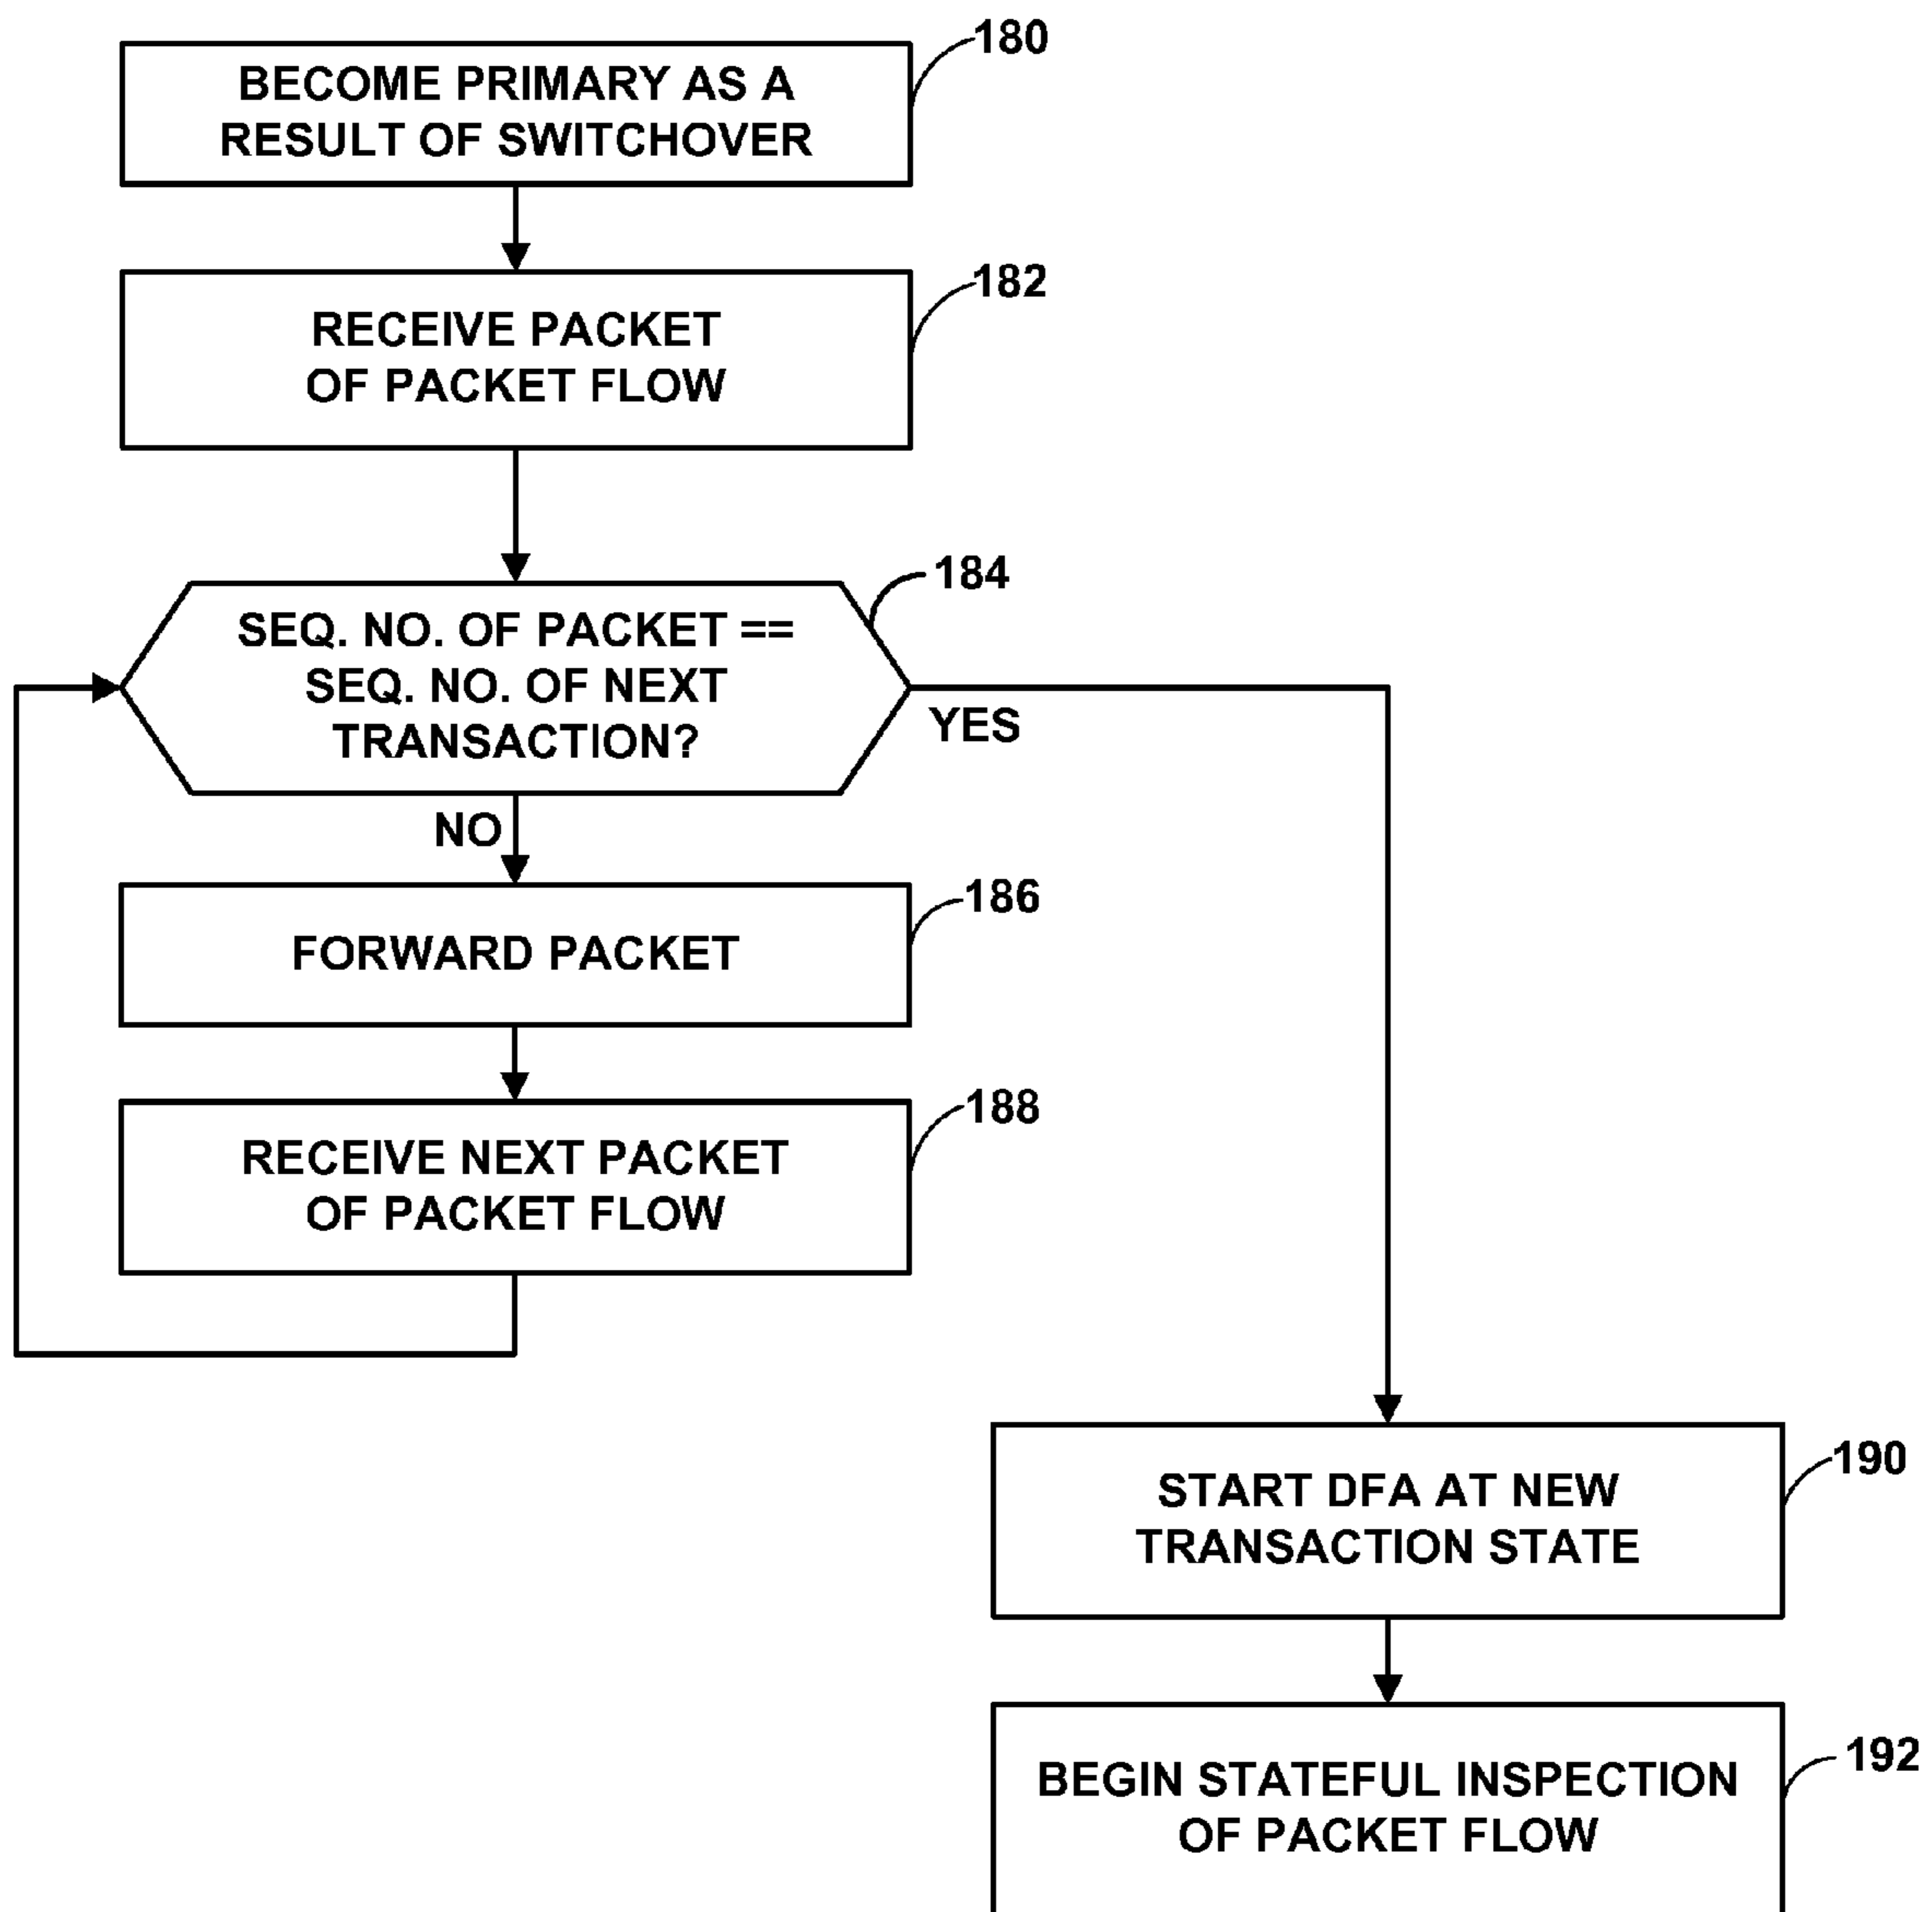 180
BECOME PRIMARY AS A
RESULT OF SWITCHOVER
182
RECEIVE PACKET
OF PACKET FLOW
184
SEQ. NO. OF PACKET ==
SEQ. NO. OF NEXT
TRANSACTION?
YES
NO
186
FORWARD PACKET
188
RECEIVE NEXT PACKET
OF PACKET FLOW
190
START DFA AT NEW
TRANSACTION STATE
192
BEGIN STATEFUL INSPECTION
OF PACKET FLOW